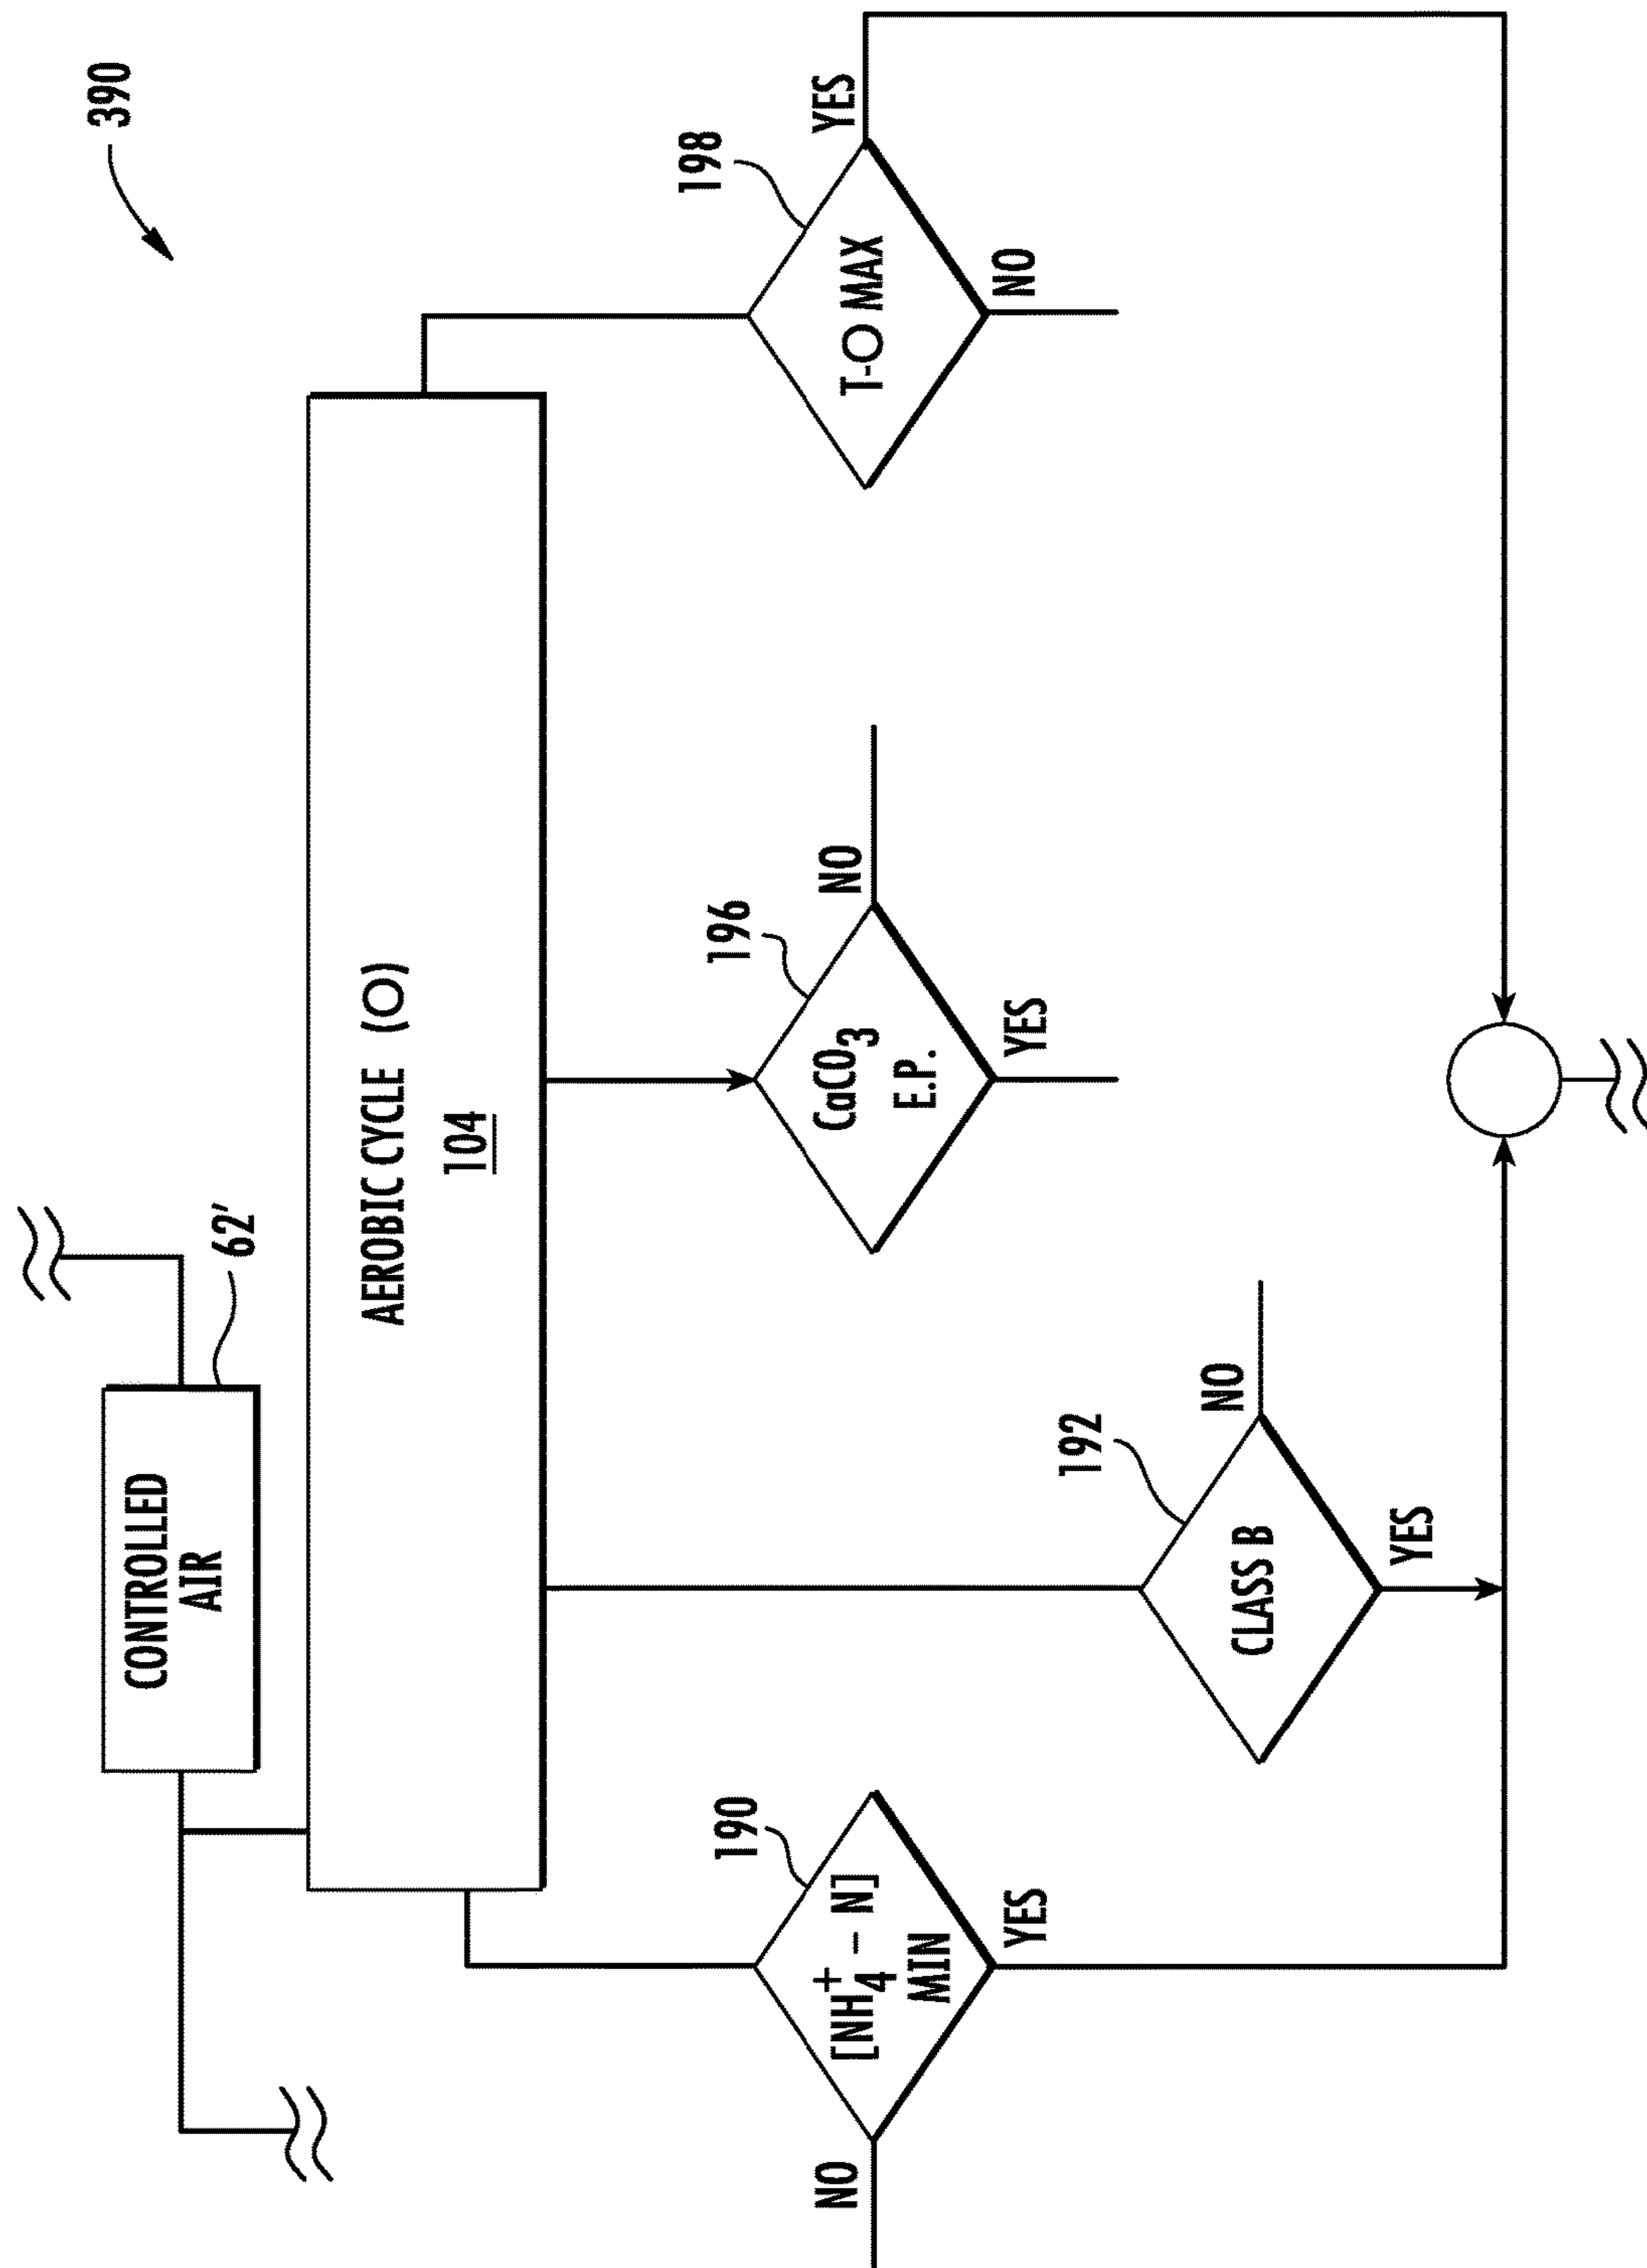 390
CONTROLLED
AIR
62'
AEROBIC CYCLE (O)
104
190
[NH4+ - N]
MIN
NO
YES
192
CLASS B
NO
YES
196
CaCO3
E.P.
NO
YES
198
T-O MAX
YES
NO